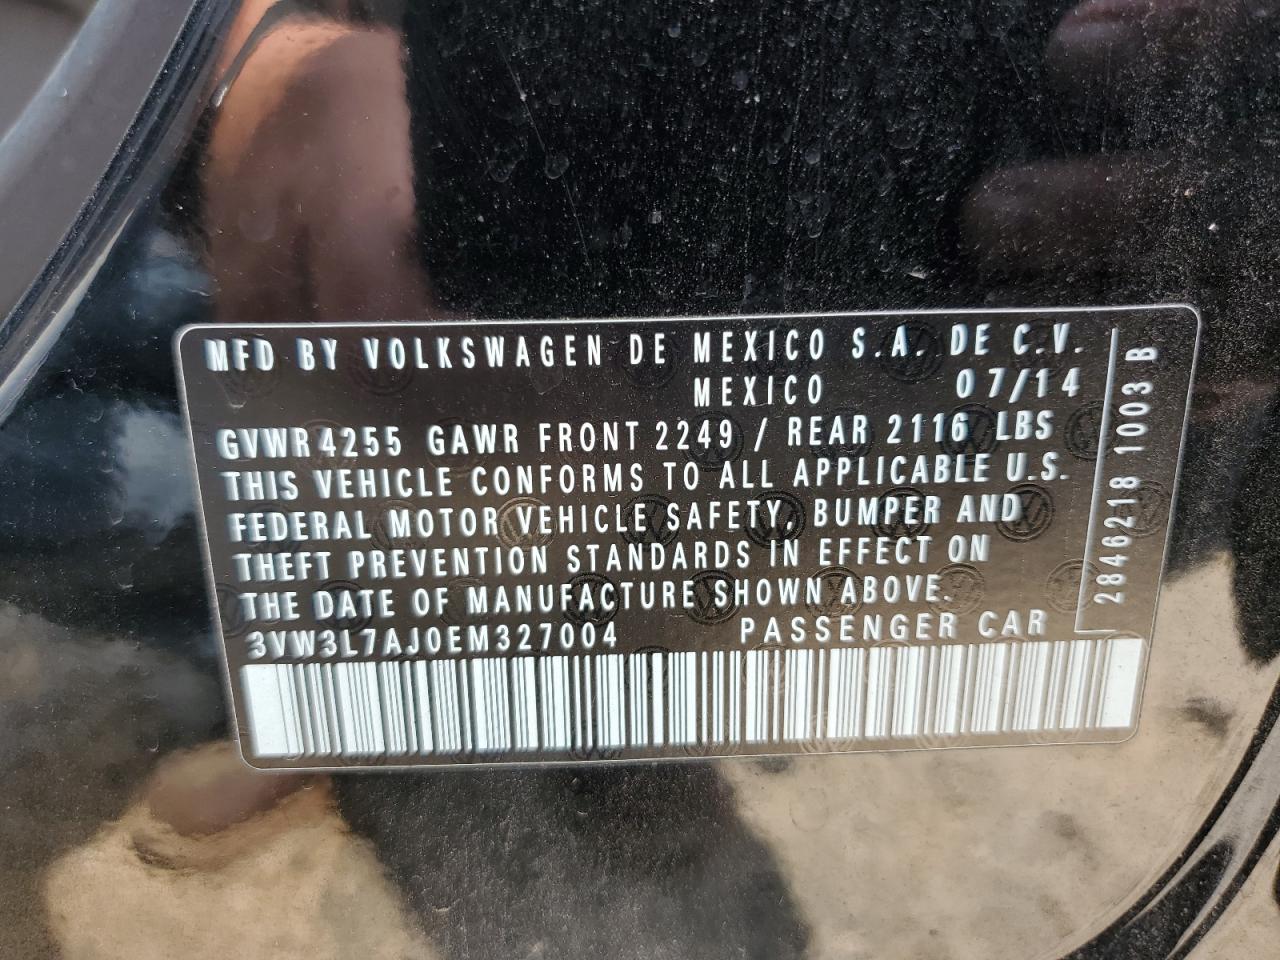 MFD BY VOLKSWAGEN DE MEXICO S.A. DE C.V.
MEXICO 07/14
GVWR 4255 GAWR FRONT 2249 / REAR 2116 LBS
THIS VEHICLE CONFORMS TO ALL APPLICABLE U.S.
FEDERAL MOTOR VEHICLE SAFETY, BUMPER AND
THEFT PREVENTION STANDARDS IN EFFECT ON
THE DATE OF MANUFACTURE SHOWN ABOVE.
3VW3L7AJ0EM327004 PASSENGER CAR
2846218 1003 B